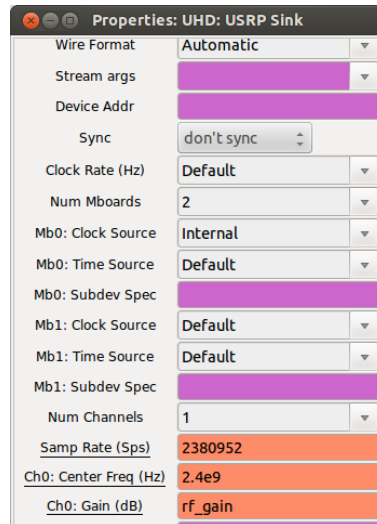 Properties: UHD: USRP Sink
Wire Format Automatic
Stream args
Device Addr
Sync don't sync
Clock Rate (Hz) Default
Num Mboards 2
Mb0: Clock Source Internal
Mb0: Time Source Default
Mb0: Subdev Spec
Mb1: Clock Source Default
Mb1: Time Source Default
Mb1: Subdev Spec
Num Channels 1
Samp Rate (Sps) 2380952
Ch0: Center Freq (Hz) 2.4e9
Ch0: Gain (dB) rf_gain